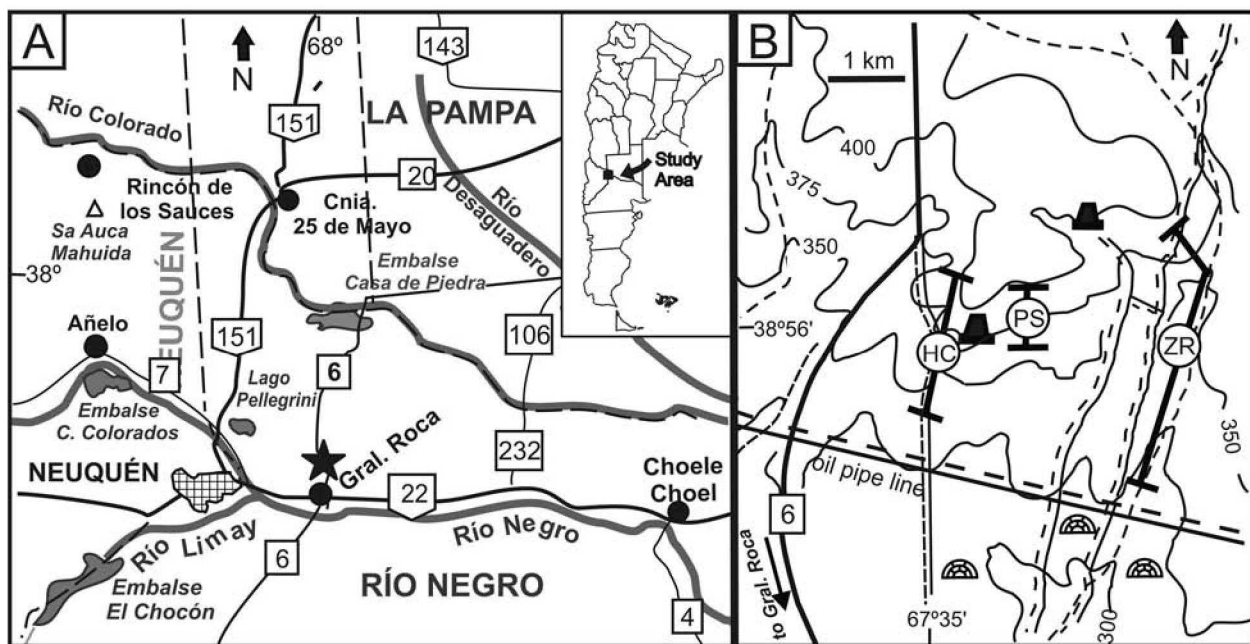 A
N
68º
143
Río Colorado
151
LA PAMPA
20
Río
Desaguadero
Rincón de
los Sauces
Cnia.
25 de Mayo
Sa Auca
Mahuida
38º
NEUQUÉN
Embalse
Casa de Piedra
Añelo
7
151
6
106
Lago
Pellegrini
Embalse
C. Colorados
232
NEUQUÉN
Gral. Roca
Choele
Choel
22
Río Limay
Río Negro
6
Embalse
El Chocón
RÍO NEGRO
4
Study
Area
B
1 km
N
400
375
350
38º56'
HC
PS
ZR
350
oil pipe line
6
to Gral. Roca
67º35'
300